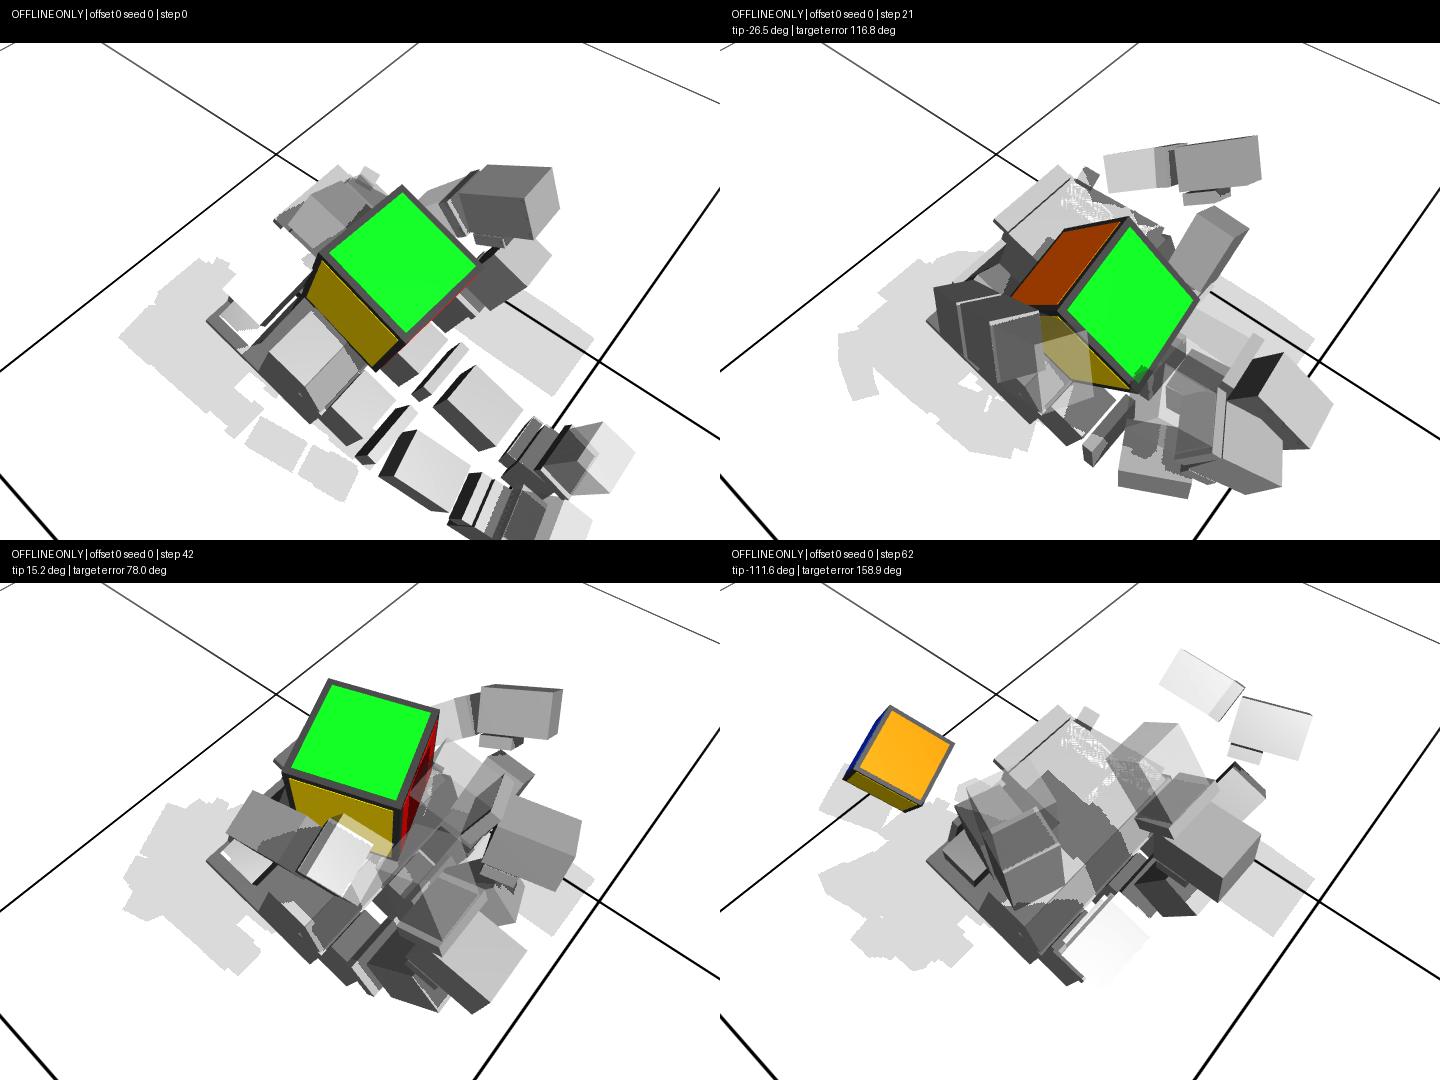 OFFLINE ONLY | offset 0 seed 0 | step 0
OFFLINE ONLY | offset 0 seed 0 | step 21
tip -26.5 deg | target error 116.8 deg
OFFLINE ONLY | offset 0 seed 0 | step 42
tip 15.2 deg | target error 78.0 deg
OFFLINE ONLY | offset 0 seed 0 | step 62
tip -111.6 deg | target error 158.9 deg